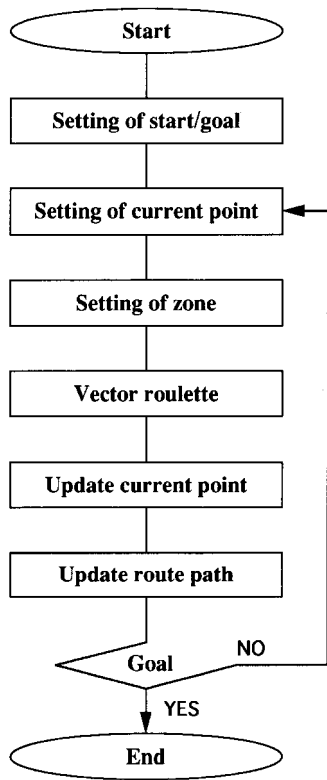 Start
Setting of start/goal
Setting of current point
Setting of zone
Vector roulette
Update current point
Update route path
Goal
NO
YES
End